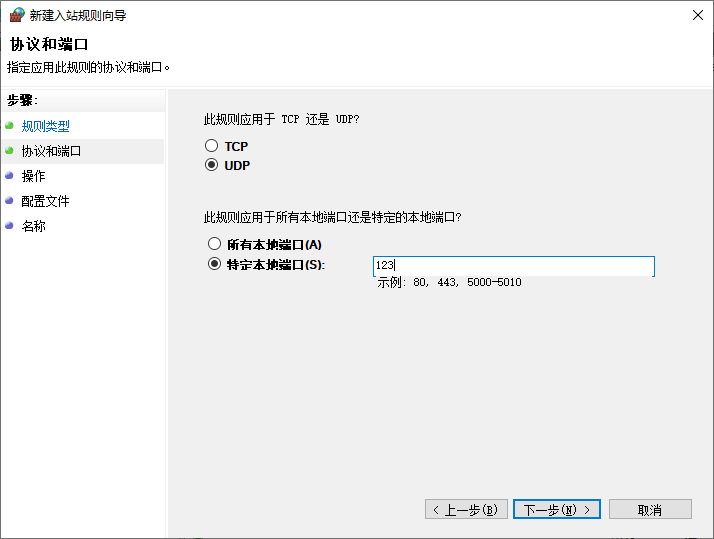 新建入站规则向导
协议和端口
指定应用此规则的协议和端口。
步骤:
规则类型
协议和端口
操作
配置文件
名称
此规则应用于 TCP 还是 UDP?
TCP
UDP
此规则应用于所有本地端口还是特定的本地端口?
所有本地端口(A)
特定本地端口(S):
123
示例: 80, 443, 5000-5010
< 上一步(B)
下一步(N) >
取消